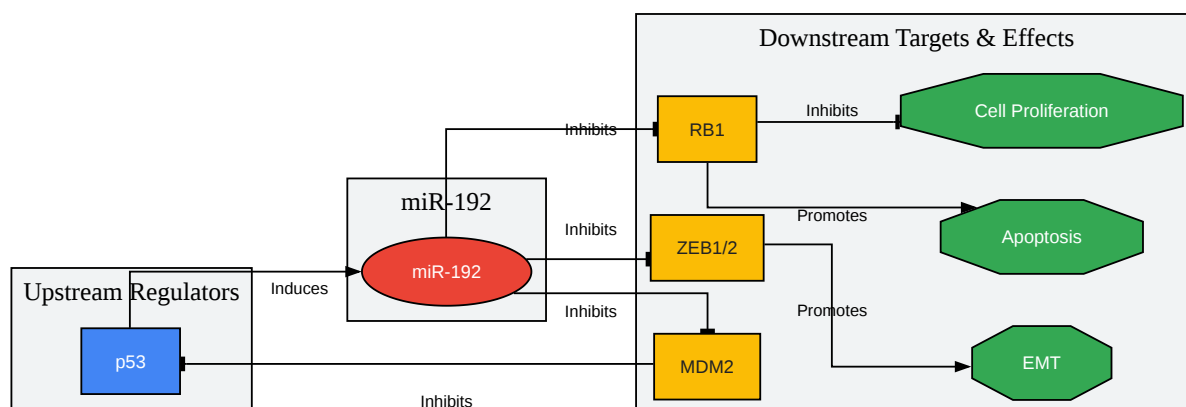 Downstream Targets & Effects
Inhibits
RB1
Inhibits
Cell Proliferation
miR-192
Promotes
Apoptosis
Inhibits
ZEB1/2
miR-192
Upstream Regulators
Induces
Inhibits
Promotes
p53
MDM2
EMT
Inhibits